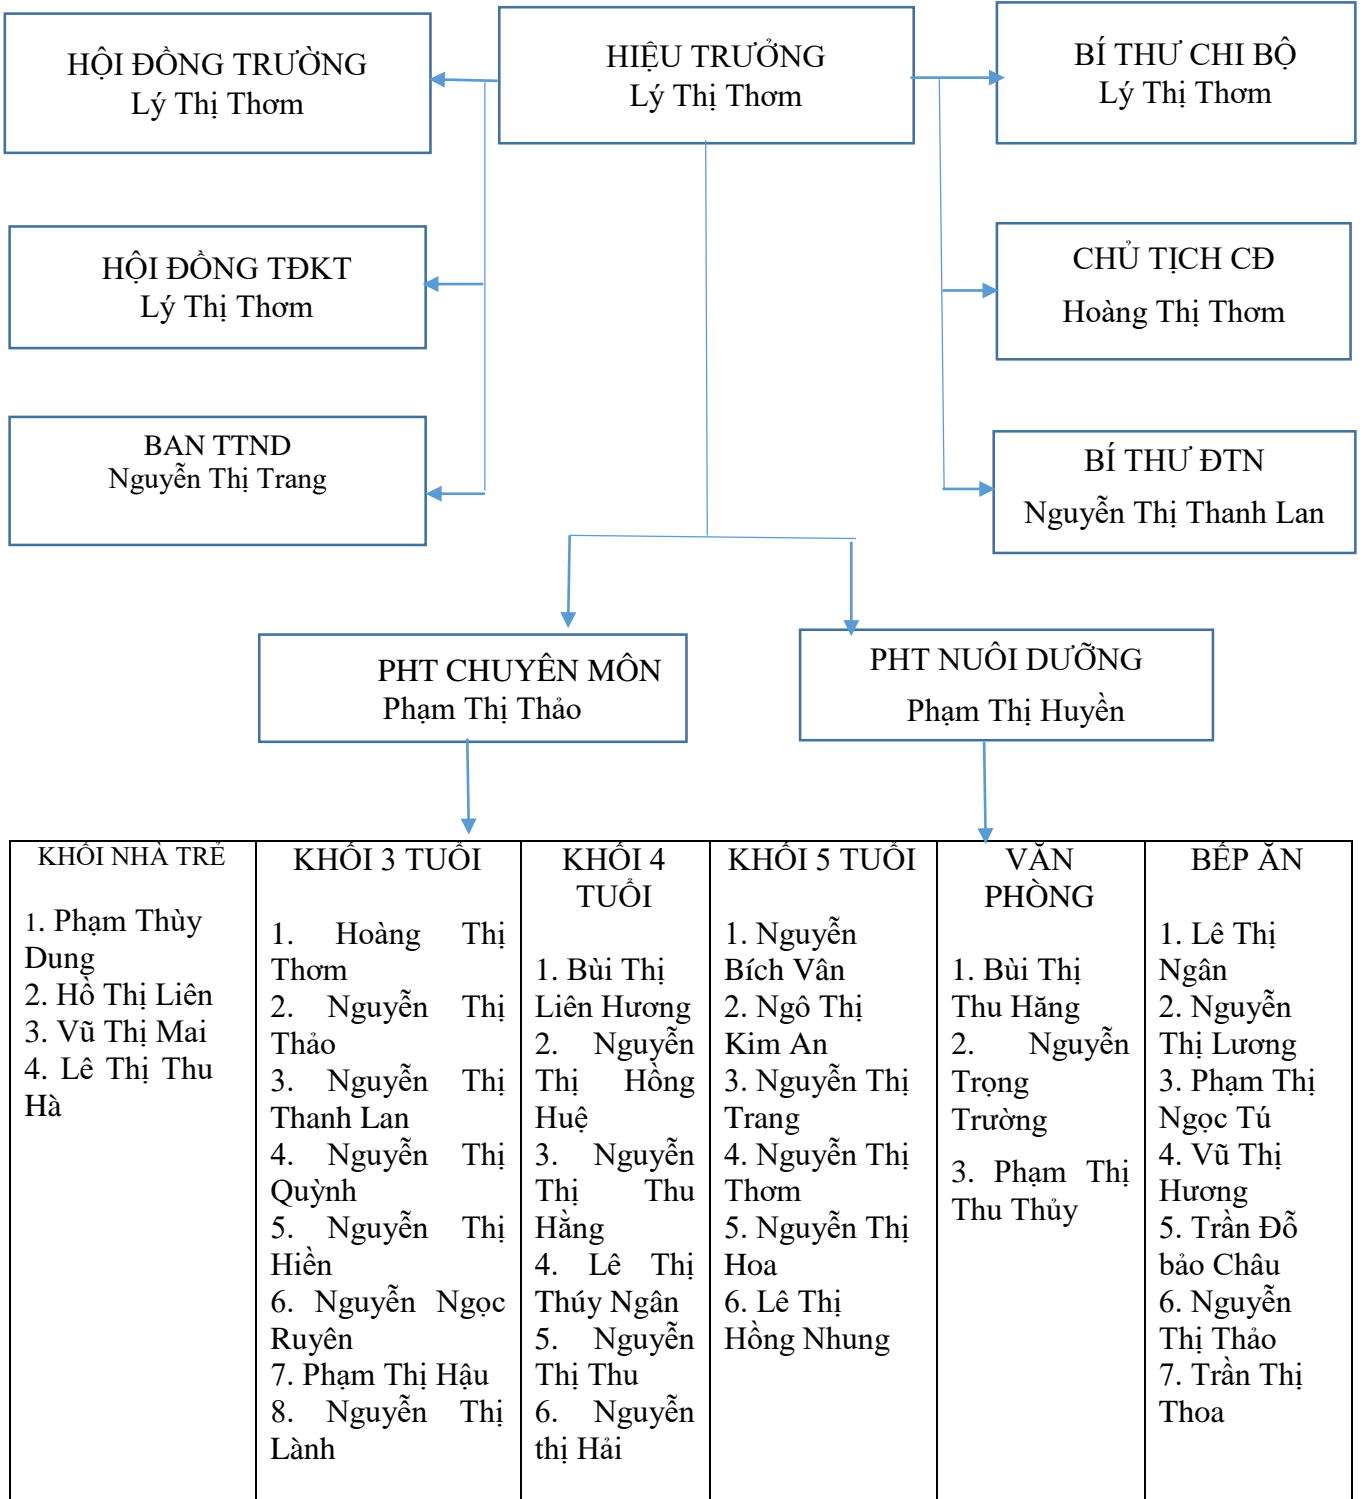 HỘI ĐỒNG TRƯỜNG
Lý Thị Thơm
HIỆU TRƯỞNG
Lý Thị Thơm
BÍ THƯ CHI BỘ
Lý Thị Thơm
HỘI ĐỒNG TĐKT
Lý Thị Thơm
CHỦ TỊCH CĐ
Hoàng Thị Thơm
BAN TTND
Nguyễn Thị Trang
BÍ THƯ ĐTN
Nguyễn Thị Thanh Lan
PHT CHUYÊN MÔN
Phạm Thị Thảo
PHT NUÔI DƯỠNG
Phạm Thị Huyền
KHỐI NHÀ TRẺ
1. Phạm Thùy
Dung
2. Hồ Thị Liên
3. Vũ Thị Mai
4. Lê Thị Thu
Hà
KHỐI 3 TUỔI
1. Hoàng Thị
Thơm
2. Nguyễn Thị
Thảo
3. Nguyễn Thị
Thanh Lan
4. Nguyễn Thị
Quỳnh
5. Nguyễn Thị
Hiền
6. Nguyễn Ngọc
Ruyên
7. Phạm Thị Hậu
8. Nguyễn Thị
Lành
KHỐI 4
TUỔI
1. Bùi Thị
Liên Hương
2. Nguyễn
Thị Hồng
Huệ
3. Nguyễn
Thị Thu
Hằng
4. Lê Thị
Thúy Ngân
5. Nguyễn
Thị Thu
6. Nguyễn
thị Hải
KHỐI 5 TUỔI
1. Nguyễn
Bích Vân
2. Ngô Thị
Kim An
3. Nguyễn Thị
Trang
4. Nguyễn Thị
Thơm
5. Nguyễn Thị
Hoa
6. Lê Thị
Hồng Nhung
VĂN
PHÒNG
1. Bùi Thị
Thu Hăng
2. Nguyễn
Trọng
Trường
3. Phạm Thị
Thu Thủy
BẾP ĂN
1. Lê Thị
Ngân
2. Nguyễn
Thị Lương
3. Phạm Thị
Ngọc Tú
4. Vũ Thị
Hương
5. Trần Đỗ
bảo Châu
6. Nguyễn
Thị Thảo
7. Trần Thị
Thoa